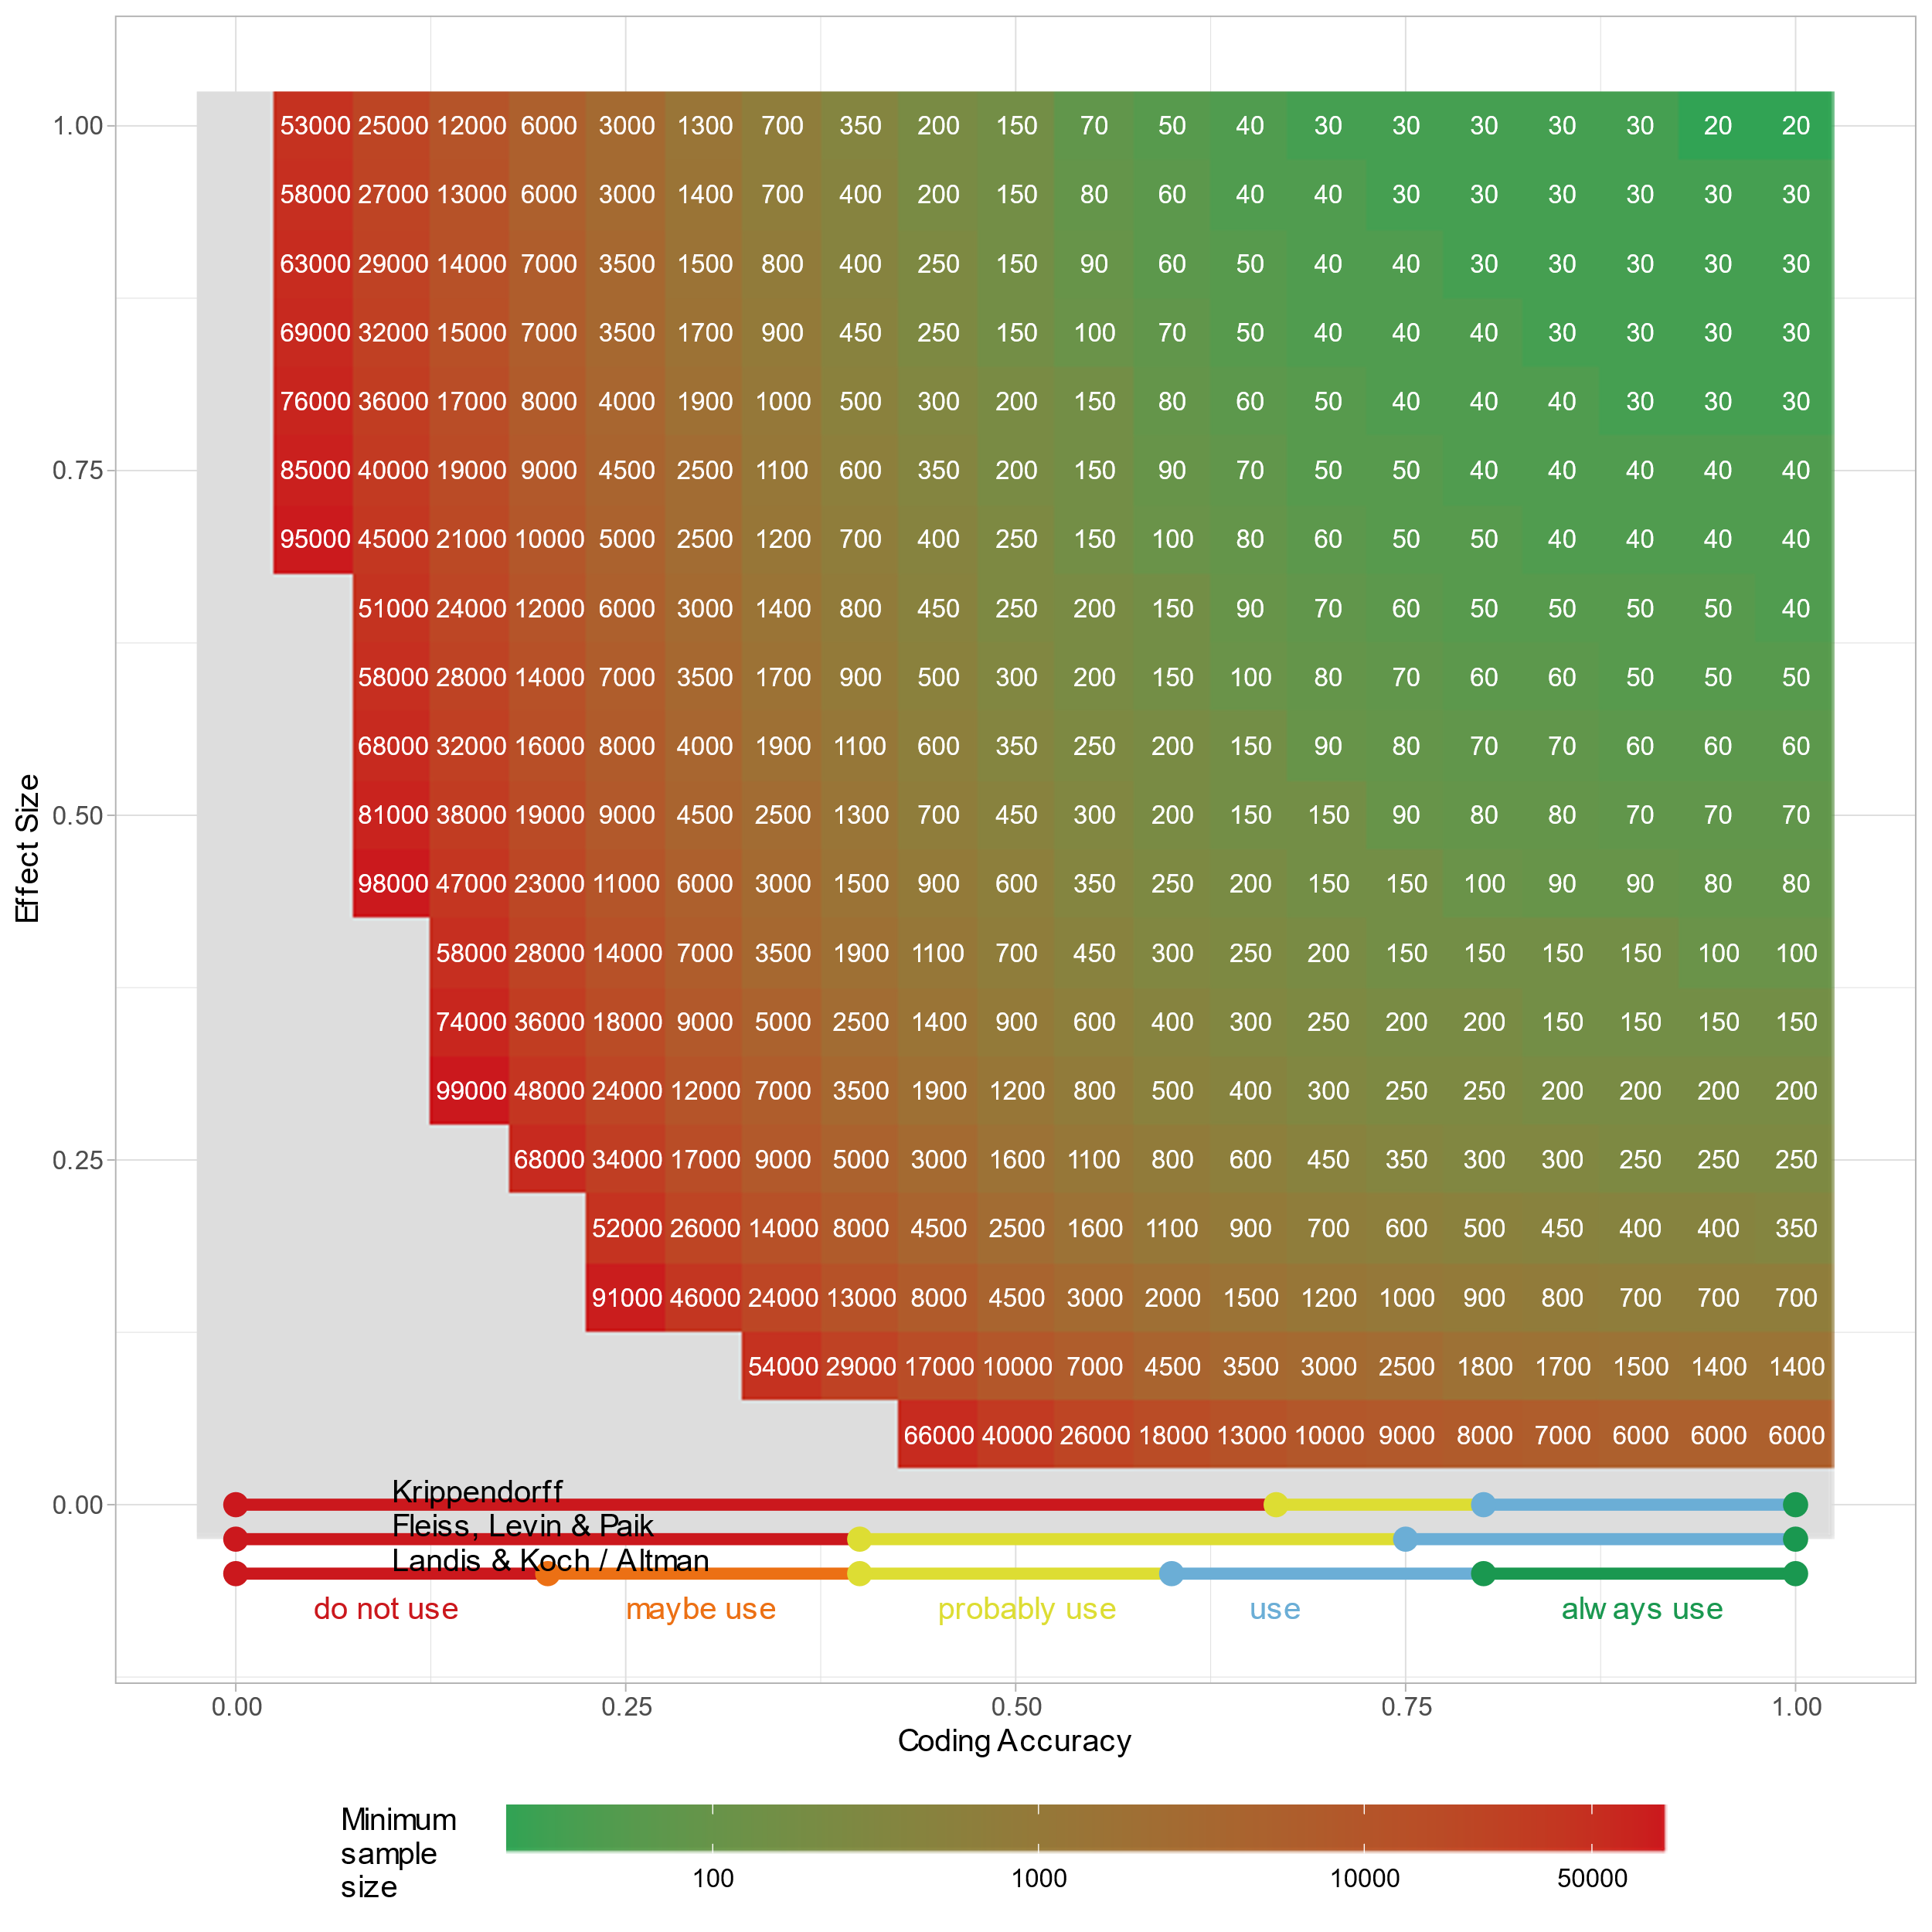 1.00 53000 25000 12000 6000 3000 1300 700 350 200 150 70 50 40 30 30 30 30 30 20 20
58000 27000 13000 6000 3000 1400 700 400 200 150 80 60 40 40 30 30 30 30 30 30
63000 29000 14000 7000 3500 1500 800 400 250 150 90 60 50 40 40 30 30 30 30 30
69000 32000 15000 7000 3500 1700 900 450 250 150 100 70 50 40 40 40 30 30 30 30
76000 36000 17000 8000 4000 1900 1000 500 300 200 150 80 60 50 40 40 40 30 30 30
0.75 85000 40000 19000 9000 4500 2500 1100 600 350 200 150 90 70 50 50 40 40 40 40 40
95000 45000 21000 10000 5000 2500 1200 700 400 250 150 100 80 60 50 50 40 40 40 40
51000 24000 12000 6000 3000 1400 800 450 250 200 150 90 70 60 50 50 50 50 40
58000 28000 14000 7000 3500 1700 900 500 300 200 150 100 80 70 60 60 50 50 50
68000 32000 16000 8000 4000 1900 1100 600 350 250 200 150 90 80 70 70 60 60 60
0.50 81000 38000 19000 9000 4500 2500 1300 700 450 300 200 150 150 90 80 80 70 70 70
98000 47000 23000 11000 6000 3000 1500 900 600 350 250 200 150 150 100 90 90 80 80
58000 28000 14000 7000 3500 1900 1100 700 450 300 250 200 150 150 150 150 100 100
74000 36000 18000 9000 5000 2500 1400 900 600 400 300 250 200 200 150 150 150 150
99000 48000 24000 12000 7000 3500 1900 1200 800 500 400 300 250 250 200 200 200 200
0.25 68000 34000 17000 9000 5000 3000 1600 1100 800 600 450 350 300 300 250 250 250
52000 26000 14000 8000 4500 2500 1600 1100 900 700 600 500 450 400 400 350
91000 46000 24000 13000 8000 4500 3000 2000 1500 1200 1000 900 800 700 700 700
54000 29000 17000 10000 7000 4500 3500 3000 2500 1800 1700 1500 1400 1400
66000 40000 26000 18000 13000 10000 9000 8000 7000 6000 6000 6000
0.00
Effect Size
Krippendorff
Fleiss, Levin & Paik
Landis & Koch / Altman
do not use maybe use probably use use always use
0.00 0.25 0.50 0.75 1.00
Coding Accuracy
Minimum
sample
size
100 1000 10000 50000